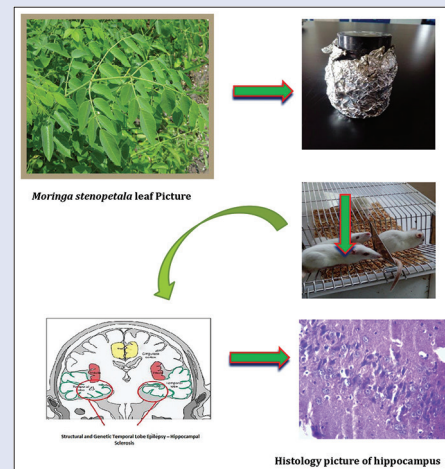 Moringa stenopetala leaf Picture
Structural and Genetic Temporal Lobe Epilepsy – Hippocampal
Sclerosis
Histology picture of hippocampus